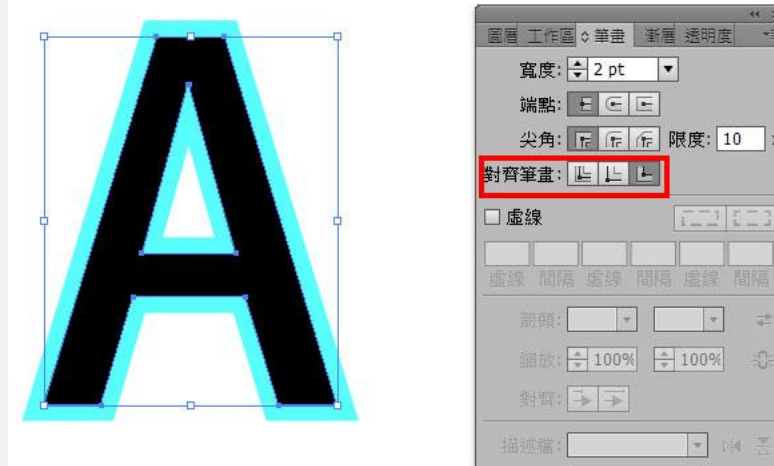 A
圖層 工作區 筆畫 漸層 透明度
寬度: 2 pt
端點:
尖角: 限度: 10 x
對齊筆畫:
虛線
虛線 間隔 虛線 間隔 虛線 間隔
箭頭:
縮放: 100% 100%
對齊:
描述檔: